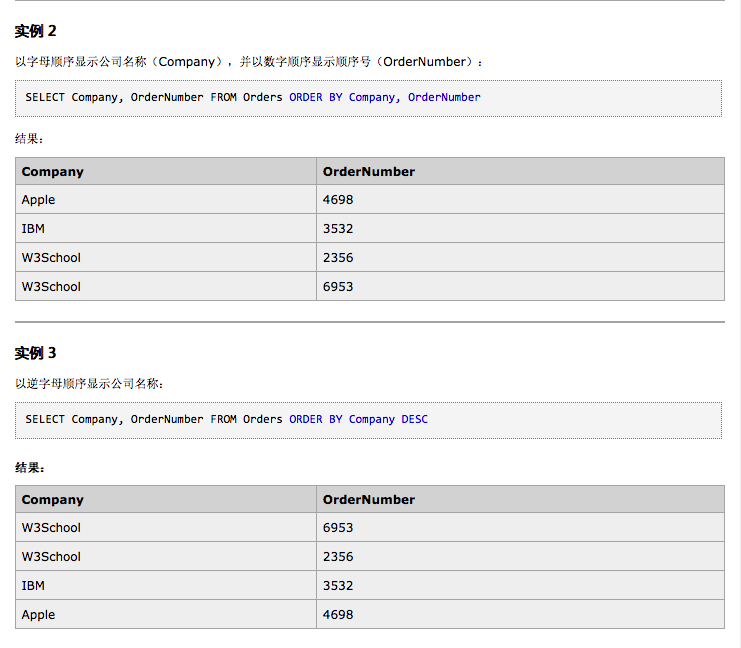 实例 2
以字母顺序显示公司名称（Company），并以数字顺序显示顺序号（OrderNumber）：
SELECT Company, OrderNumber FROM Orders ORDER BY Company, OrderNumber
结果：
Company OrderNumber
Apple 4698
IBM 3532
W3School 2356
W3School 6953
实例 3
以逆字母顺序显示公司名称：
SELECT Company, OrderNumber FROM Orders ORDER BY Company DESC
结果：
Company OrderNumber
W3School 6953
W3School 2356
IBM 3532
Apple 4698